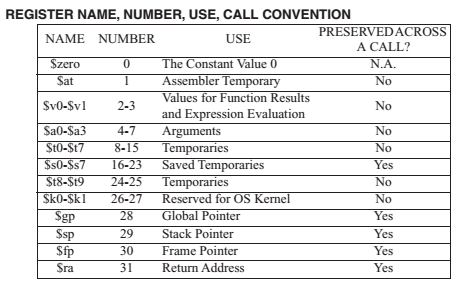 REGISTER NAME, NUMBER, USE, CALL CONVENTION
NAME NUMBER USE PRESERVED ACROSS A CALL?
$zero 0 The Constant Value 0 N.A.
$at 1 Assembler Temporary No
$v0-$v1 2-3 Values for Function Results and Expression Evaluation No
$a0-$a3 4-7 Arguments No
$t0-$t7 8-15 Temporaries No
$s0-$s7 16-23 Saved Temporaries Yes
$t8-$t9 24-25 Temporaries No
$k0-$k1 26-27 Reserved for OS Kernel No
$gp 28 Global Pointer Yes
$sp 29 Stack Pointer Yes
$fp 30 Frame Pointer Yes
$ra 31 Return Address Yes